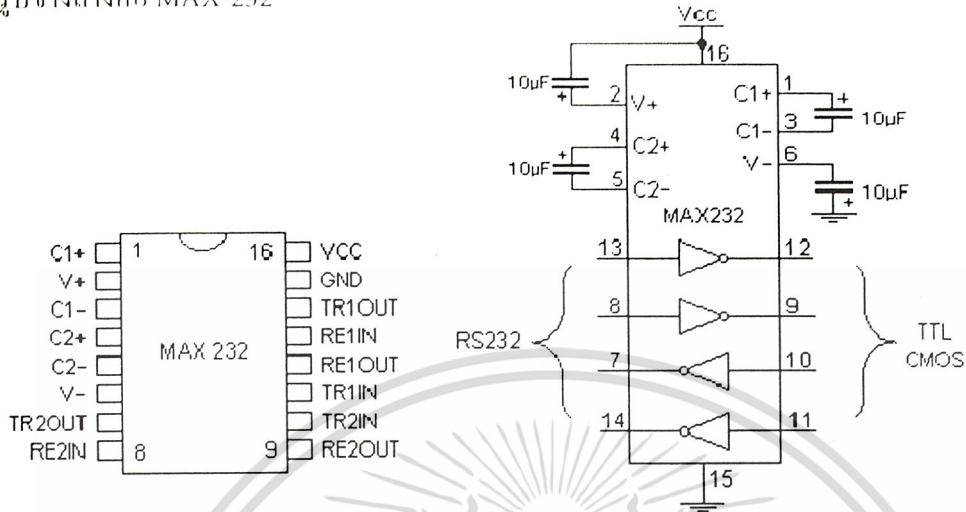 MAX 232
C1+ 1 16 VCC
V+ GND
C1- TR1OUT
C2+ RE1IN
MAX 232
C2- RE1OUT
V- TR1IN
TR2OUT TR2IN
RE2IN 8 9 RE2OUT
Vcc
16
10µF
2 V+
C1+ 1
10µF
C1- 3
4 C2+
V- 6
10µF
5 C2-
10µF
MAX232
13 12
8 9
RS232
TTL
CMOS
7 10
14 11
15